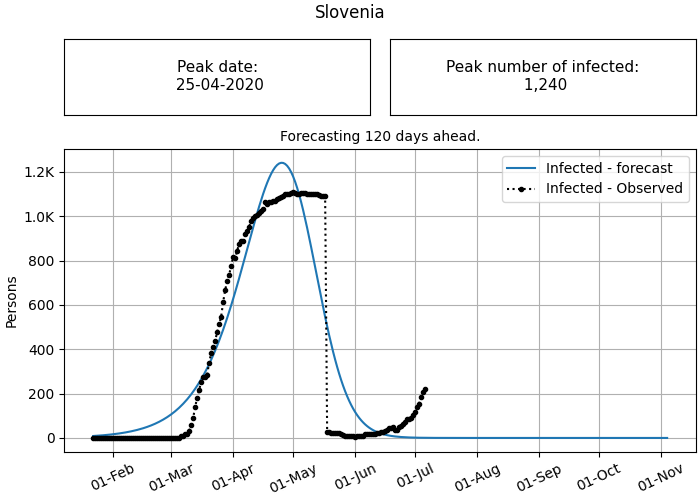 Slovenia
Peak date:
25-04-2020
Peak number of infected:
1,240
Forecasting 120 days ahead.
Infected - forecast
Infected - Observed
1.2K
1.0K
800
600
400
200
0
Persons
01-Feb
01-Mar
01-Apr
01-May
01-Jun
01-Jul
01-Aug
01-Sep
01-Oct
01-Nov